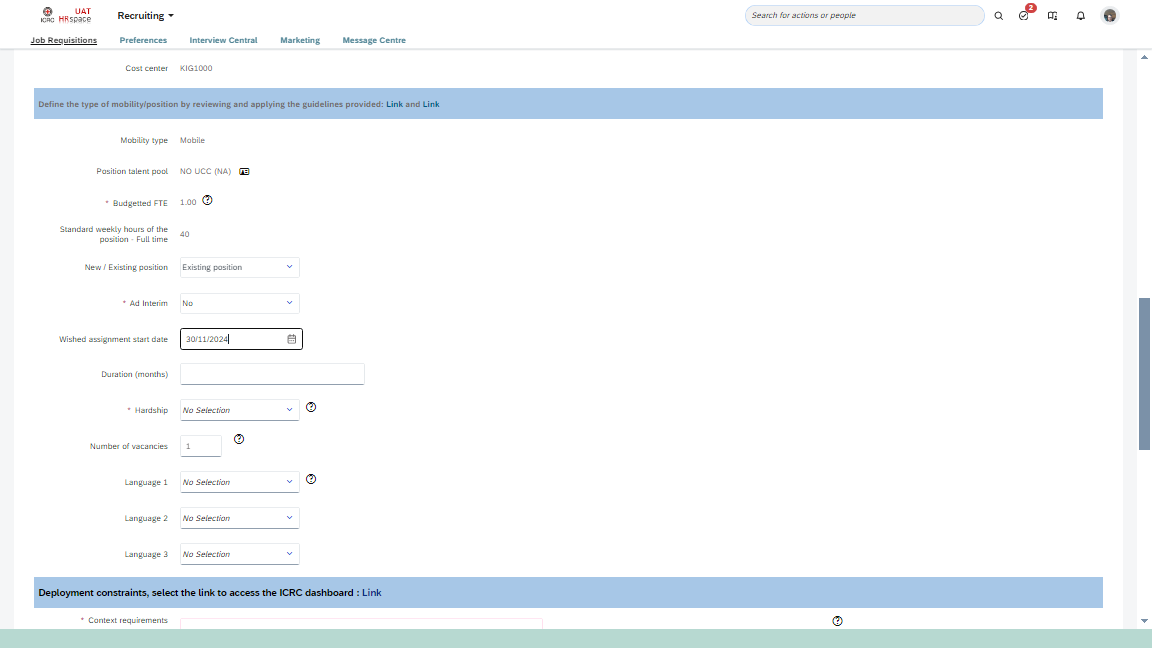 ICRC
UAT
HRspace
Recruiting
Search for actions or people
2
Job Requisitions
Preferences
Interview Central
Marketing
Message Centre
Cost center KIG1000
Define the type of mobility/position by reviewing and applying the guidelines provided: Link and Link
Mobility type Mobile
Position talent pool NO UCC (NA)
* Budgetted FTE 1.00
Standard weekly hours of the
position - Full time 40
New / Existing position Existing position
* Ad Interim No
Wished assignment start date 30/11/2024
Duration (months)
* Hardship No Selection
Number of vacancies 1
Language 1 No Selection
Language 2 No Selection
Language 3 No Selection
Deployment constraints, select the link to access the ICRC dashboard : Link
* Context requirements